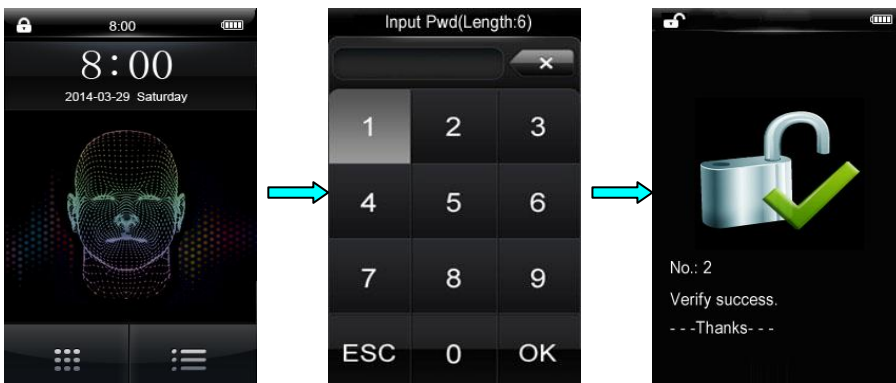 8:00
8:00
2014-03-29 Saturday
Input Pwd(Length:6)
1 2 3
4 5 6
7 8 9
ESC 0 OK
No.: 2
Verify success.
- - -Thanks- - -